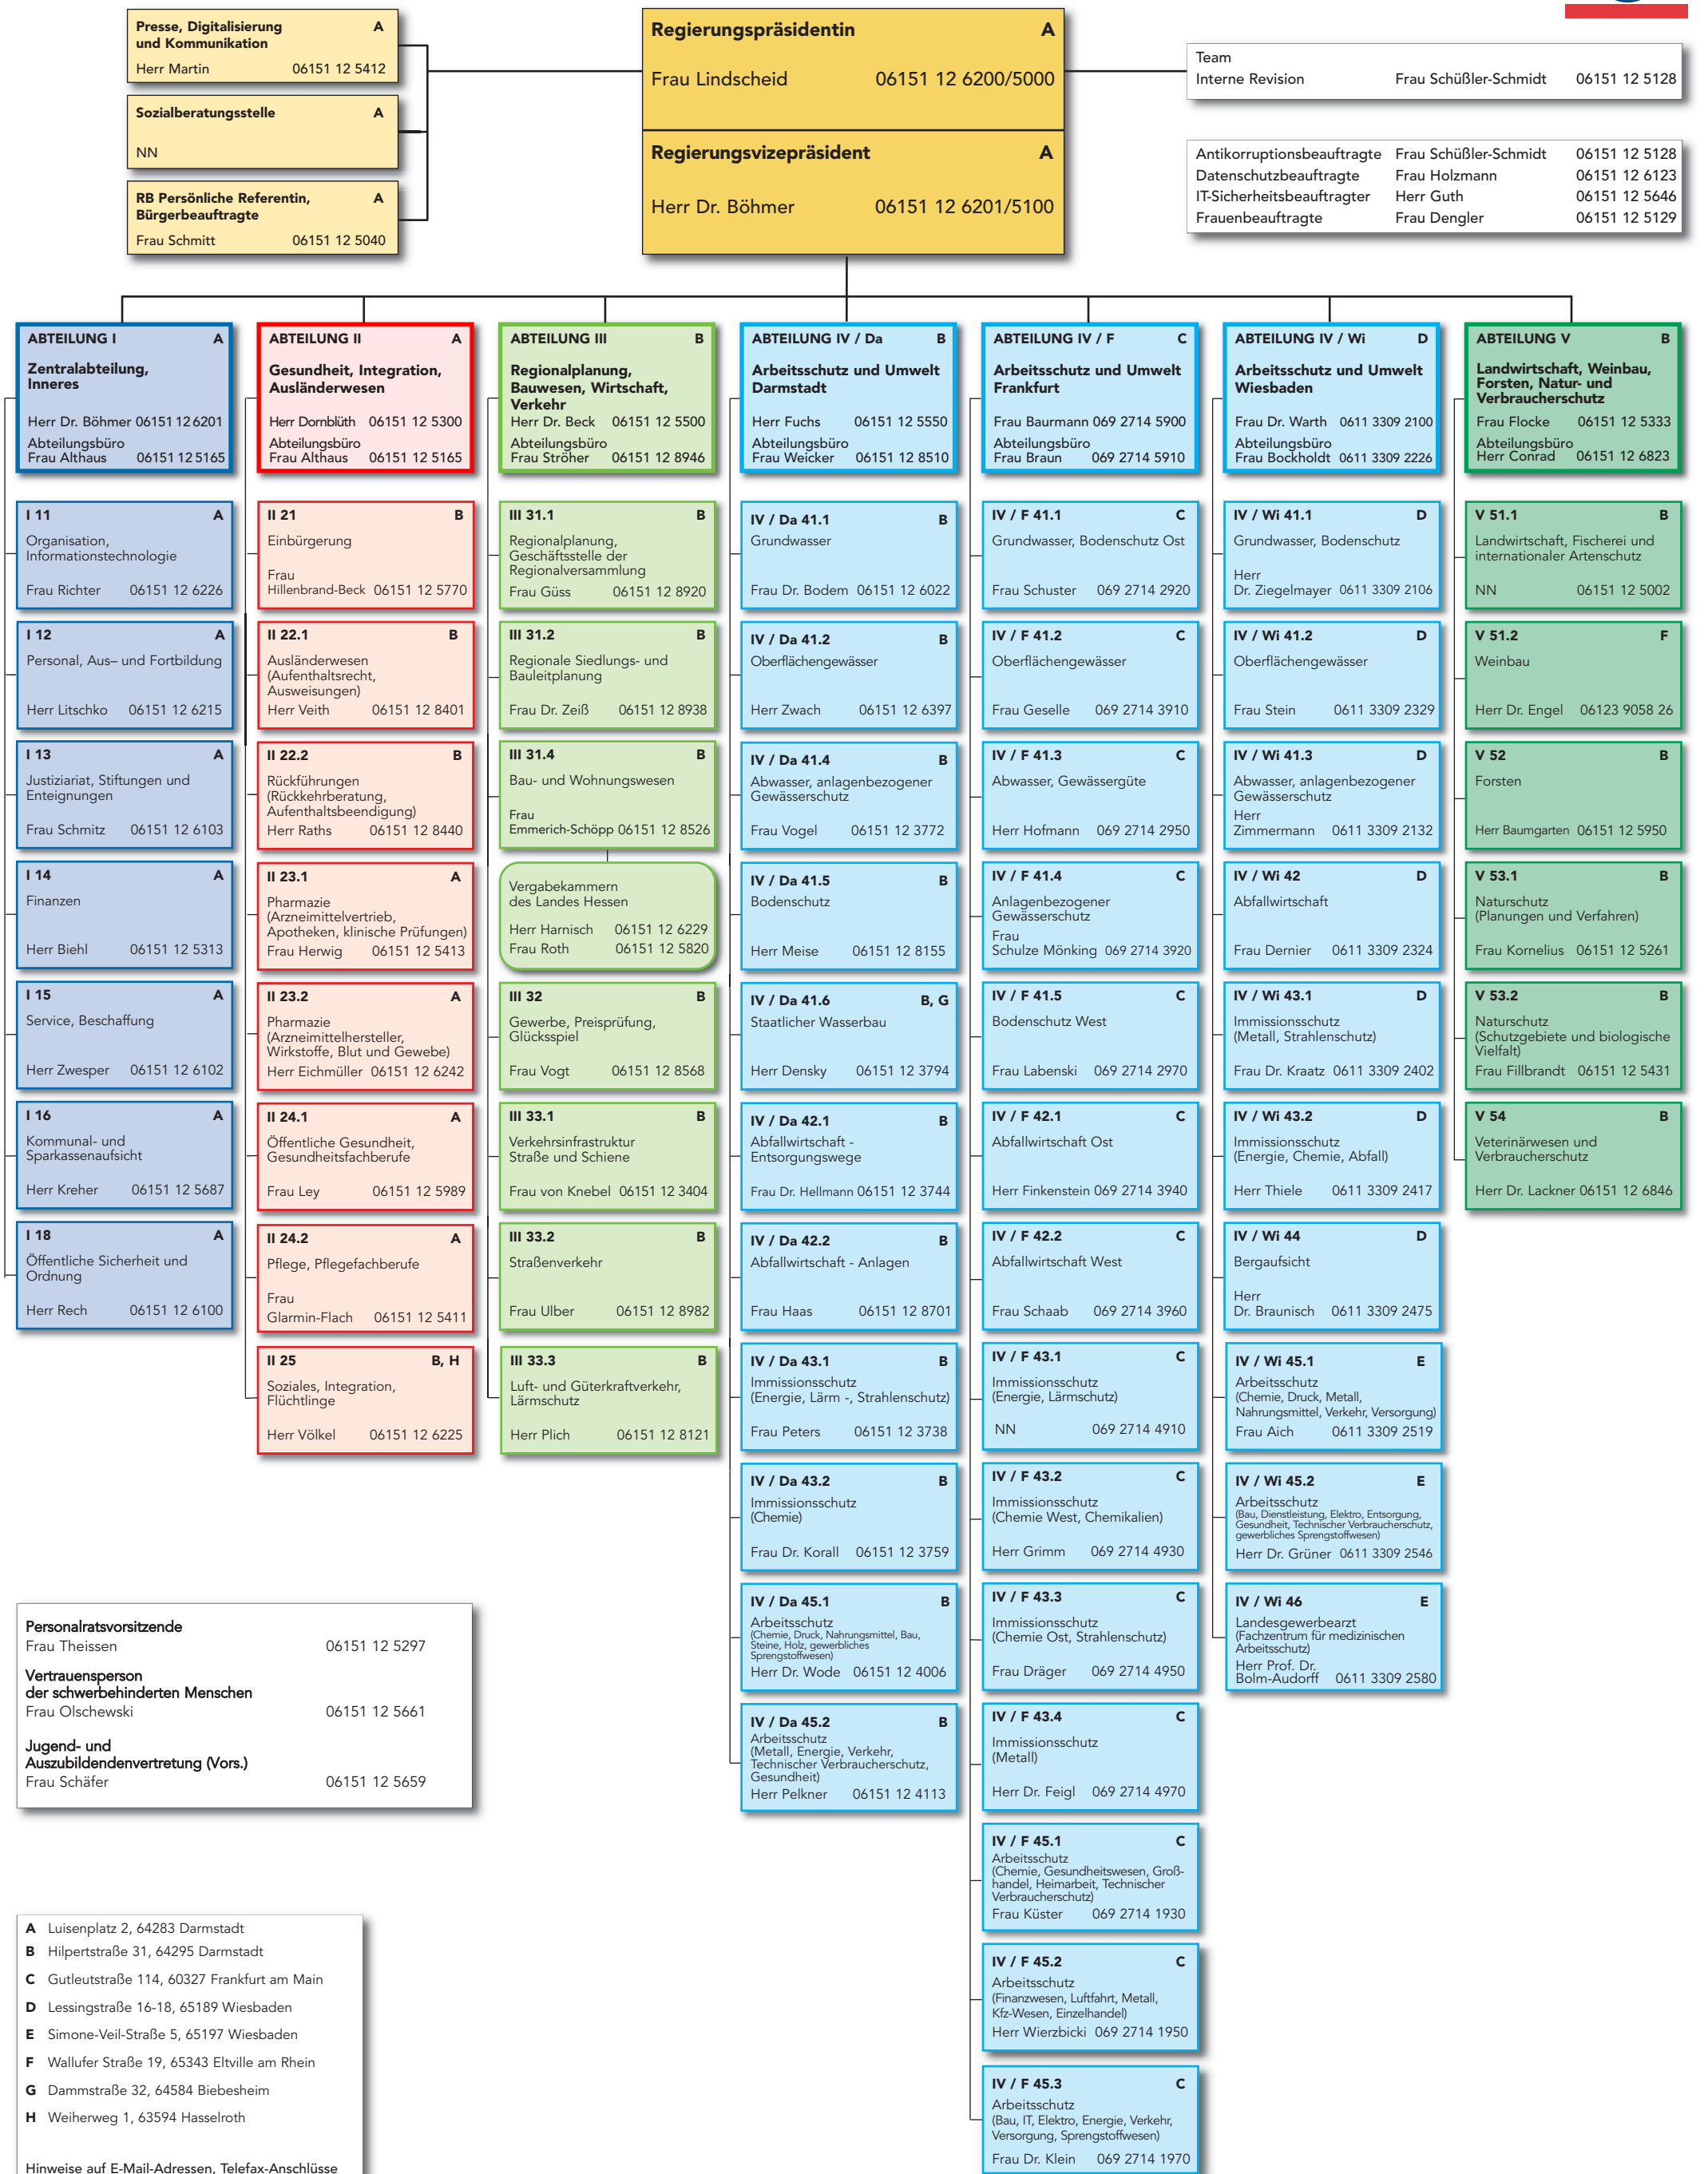 Presse, Digitalisierung A
und Kommunikation
Herr Martin 06151 12 5412
Sozialberatungsstelle A
NN
RB Persönliche Referentin, A
Bürgerbeauftragte
Frau Schmitt 06151 12 5040
Regierungspräsidentin A
Frau Lindscheid 06151 12 6200/5000
Regierungsvizepräsident A
Herr Dr. Böhmer 06151 12 6201/5100
Team
Interne Revision Frau Schüßler-Schmidt 06151 12 5128
Antikorruptionsbeauftragte Frau Schüßler-Schmidt 06151 12 5128
Datenschutzbeauftragte Frau Holzmann 06151 12 6123
IT-Sicherheitsbeauftragter Herr Guth 06151 12 5646
Frauenbeauftragte Frau Dengler 06151 12 5129
ABTEILUNG I A
Zentralabteilung,
Inneres
Herr Dr. Böhmer 06151 12 6201
Abteilungsbüro
Frau Althaus 06151 12 5165
I 11 A
Organisation,
Informationstechnologie
Frau Richter 06151 12 6226
I 12 A
Personal, Aus– und Fortbildung
Herr Litschko 06151 12 6215
I 13 A
Justiziariat, Stiftungen und
Enteignungen
Frau Schmitz 06151 12 6103
I 14 A
Finanzen
Herr Biehl 06151 12 5313
I 15 A
Service, Beschaffung
Herr Zwesper 06151 12 6102
I 16 A
Kommunal- und
Sparkassenaufsicht
Herr Kreher 06151 12 5687
I 18 A
Öffentliche Sicherheit und
Ordnung
Herr Rech 06151 12 6100
ABTEILUNG II A
Gesundheit, Integration,
Ausländerwesen
Herr Dornblüth 06151 12 5300
Abteilungsbüro
Frau Althaus 06151 12 5165
II 21 B
Einbürgerung
Frau
Hillenbrand-Beck 06151 12 5770
II 22.1 B
Ausländerwesen
(Aufenthaltsrecht,
Ausweisungen)
Herr Veith 06151 12 8401
II 22.2 B
Rückführungen
(Rückkehrberatung,
Aufenthaltsbeendigung)
Herr Raths 06151 12 8440
II 23.1 A
Pharmazie
(Arzneimittelvertrieb,
Apotheken, klinische Prüfungen)
Frau Herwig 06151 12 5413
II 23.2 A
Pharmazie
(Arzneimittelhersteller,
Wirkstoffe, Blut und Gewebe)
Herr Eichmüller 06151 12 6242
II 24.1 A
Öffentliche Gesundheit,
Gesundheitsfachberufe
Frau Ley 06151 12 5989
II 24.2 A
Pflege, Pflegefachberufe
Frau
Glarmin-Flach 06151 12 5411
II 25 B, H
Soziales, Integration,
Flüchtlinge
Herr Völkel 06151 12 6225
ABTEILUNG III B
Regionalplanung,
Bauwesen, Wirtschaft,
Verkehr
Herr Dr. Beck 06151 12 5500
Abteilungsbüro
Frau Ströher 06151 12 8946
III 31.1 B
Regionalplanung,
Geschäftsstelle der
Regionalversammlung
Frau Güss 06151 12 8920
III 31.2 B
Regionale Siedlungs- und
Bauleitplanung
Frau Dr. Zeiß 06151 12 8938
III 31.4 B
Bau- und Wohnungswesen
Frau
Emmerich-Schöpp 06151 12 8526
Vergabekammern
des Landes Hessen
Herr Harnisch 06151 12 6229
Frau Roth 06151 12 5820
III 32 B
Gewerbe, Preisprüfung,
Glücksspiel
Frau Vogt 06151 12 8568
III 33.1 B
Verkehrsinfrastruktur
Straße und Schiene
Frau von Knebel 06151 12 3404
III 33.2 B
Straßenverkehr
Frau Ulber 06151 12 8982
III 33.3 B
Luft- und Güterkraftverkehr,
Lärmschutz
Herr Plich 06151 12 8121
ABTEILUNG IV / Da B
Arbeitsschutz und Umwelt
Darmstadt
Herr Fuchs 06151 12 5550
Abteilungsbüro
Frau Weicker 06151 12 8510
IV / Da 41.1 B
Grundwasser
Frau Dr. Bodem 06151 12 6022
IV / Da 41.2 B
Oberflächengewässer
Herr Zwach 06151 12 6397
IV / Da 41.4 B
Abwasser, anlagenbezogener
Gewässerschutz
Frau Vogel 06151 12 3772
IV / Da 41.5 B
Bodenschutz
Herr Meise 06151 12 8155
IV / Da 41.6 B, G
Staatlicher Wasserbau
Herr Densky 06151 12 3794
IV / Da 42.1 B
Abfallwirtschaft -
Entsorgungswege
Frau Dr. Hellmann 06151 12 3744
IV / Da 42.2 B
Abfallwirtschaft - Anlagen
Frau Haas 06151 12 8701
IV / Da 43.1 B
Immissionsschutz
(Energie, Lärm -, Strahlenschutz)
Frau Peters 06151 12 3738
IV / Da 43.2 B
Immissionsschutz
(Chemie)
Frau Dr. Korall 06151 12 3759
IV / Da 45.1 B
Arbeitsschutz
(Chemie, Druck, Nahrungsmittel, Bau,
Steine, Holz, gewerbliches
Sprengstoffwesen)
Herr Dr. Wode 06151 12 4006
IV / Da 45.2 B
Arbeitsschutz
(Metall, Energie, Verkehr,
Technischer Verbraucherschutz,
Gesundheit)
Herr Pelkner 06151 12 4113
ABTEILUNG IV / F C
Arbeitsschutz und Umwelt
Frankfurt
Frau Baurmann 069 2714 5900
Abteilungsbüro
Frau Braun 069 2714 5910
IV / F 41.1 C
Grundwasser, Bodenschutz Ost
Frau Schuster 069 2714 2920
IV / F 41.2 C
Oberflächengewässer
Frau Geselle 069 2714 3910
IV / F 41.3 C
Abwasser, Gewässergüte
Herr Hofmann 069 2714 2950
IV / F 41.4 C
Anlagenbezogener
Gewässerschutz
Frau
Schulze Mönking 069 2714 3920
IV / F 41.5 C
Bodenschutz West
Frau Labenski 069 2714 2970
IV / F 42.1 C
Abfallwirtschaft Ost
Herr Finkenstein 069 2714 3940
IV / F 42.2 C
Abfallwirtschaft West
Frau Schaab 069 2714 3960
IV / F 43.1 C
Immissionsschutz
(Energie, Lärmschutz)
NN 069 2714 4910
IV / F 43.2 C
Immissionsschutz
(Chemie West, Chemikalien)
Herr Grimm 069 2714 4930
IV / F 43.3 C
Immissionsschutz
(Chemie Ost, Strahlenschutz)
Frau Dräger 069 2714 4950
IV / F 43.4 C
Immissionsschutz
(Metall)
Herr Dr. Feigl 069 2714 4970
IV / F 45.1 C
Arbeitsschutz
(Chemie, Gesundheitswesen, Groß-
handel, Heimarbeit, Technischer
Verbraucherschutz)
Frau Küster 069 2714 1930
IV / F 45.2 C
Arbeitsschutz
(Finanzwesen, Luftfahrt, Metall,
Kfz-Wesen, Einzelhandel)
Herr Wierzbicki 069 2714 1950
IV / F 45.3 C
Arbeitsschutz
(Bau, IT, Elektro, Energie, Verkehr,
Versorgung, Sprengstoffwesen)
Frau Dr. Klein 069 2714 1970
ABTEILUNG IV / Wi D
Arbeitsschutz und Umwelt
Wiesbaden
Frau Dr. Warth 0611 3309 2100
Abteilungsbüro
Frau Bockholdt 0611 3309 2226
IV / Wi 41.1 D
Grundwasser, Bodenschutz
Herr
Dr. Ziegelmayer 0611 3309 2106
IV / Wi 41.2 D
Oberflächengewässer
Frau Stein 0611 3309 2329
IV / Wi 41.3 D
Abwasser, anlagenbezogener
Gewässerschutz
Herr
Zimmermann 0611 3309 2132
IV / Wi 42 D
Abfallwirtschaft
Frau Dernier 0611 3309 2324
IV / Wi 43.1 D
Immissionsschutz
(Metall, Strahlenschutz)
Frau Dr. Kraatz 0611 3309 2402
IV / Wi 43.2 D
Immissionsschutz
(Energie, Chemie, Abfall)
Herr Thiele 0611 3309 2417
IV / Wi 44 D
Bergaufsicht
Herr
Dr. Braunisch 0611 3309 2475
IV / Wi 45.1 E
Arbeitsschutz
(Chemie, Druck, Metall,
Nahrungsmittel, Verkehr, Versorgung)
Frau Aich 0611 3309 2519
IV / Wi 45.2 E
Arbeitsschutz
(Bau, Dienstleistung, Elektro, Entsorgung,
Gesundheit, Technischer Verbraucherschutz,
gewerbliches Sprengstoffwesen)
Herr Dr. Grüner 0611 3309 2546
IV / Wi 46 E
Landesgewerbearzt
(Fachzentrum für medizinischen
Arbeitsschutz)
Herr Prof. Dr.
Bolm-Audorff 0611 3309 2580
ABTEILUNG V B
Landwirtschaft, Weinbau,
Forsten, Natur- und
Verbraucherschutz
Frau Flocke 06151 12 5333
Abteilungsbüro
Herr Conrad 06151 12 6823
V 51.1 B
Landwirtschaft, Fischerei und
internationaler Artenschutz
NN 06151 12 5002
V 51.2 F
Weinbau
Herr Dr. Engel 06123 9058 26
V 52 B
Forsten
Herr Baumgarten 06151 12 5950
V 53.1 B
Naturschutz
(Planungen und Verfahren)
Frau Kornelius 06151 12 5261
V 53.2 B
Naturschutz
(Schutzgebiete und biologische
Vielfalt)
Frau Fillbrandt 06151 12 5431
V 54 B
Veterinärwesen und
Verbraucherschutz
Herr Dr. Lackner 06151 12 6846
Personalratsvorsitzende
Frau Theissen 06151 12 5297
Vertrauensperson
der schwerbehinderten Menschen
Frau Olschewski 06151 12 5661
Jugend- und
Auszubildendenvertretung (Vors.)
Frau Schäfer 06151 12 5659
A Luisenplatz 2, 64283 Darmstadt
B Hilpertstraße 31, 64295 Darmstadt
C Gutleutstraße 114, 60327 Frankfurt am Main
D Lessingstraße 16-18, 65189 Wiesbaden
E Simone-Veil-Straße 5, 65197 Wiesbaden
F Wallufer Straße 19, 65343 Eltville am Rhein
G Dammstraße 32, 64584 Biebesheim
H Weiherweg 1, 63594 Hasselroth
Hinweise auf E-Mail-Adressen, Telefax-Anschlüsse